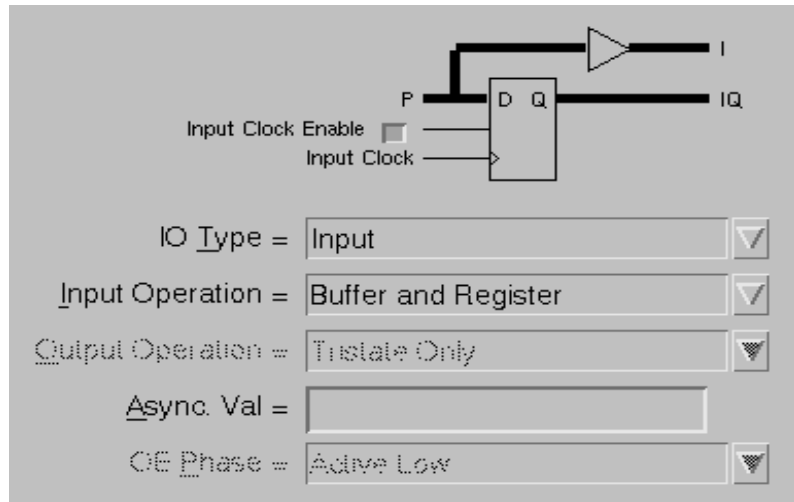 I
P D Q IQ
Input Clock Enable
Input Clock
IO Type = Input
Input Operation = Buffer and Register
Output Operation = Tristate Only
Async. Val =
OE Phase = Active Low